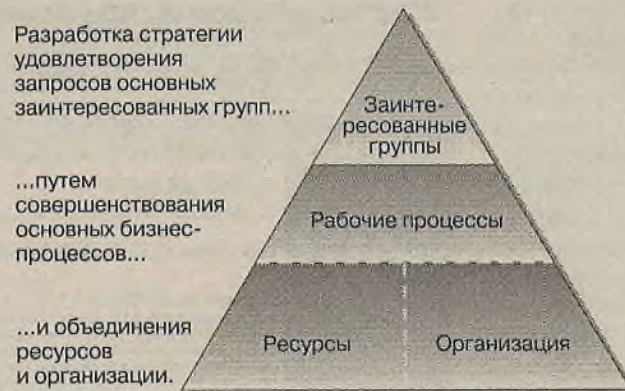 Разработка стратегии
удовлетворения
запросов основных
заинтересованных групп...
Заинте-
ресованные
группы
...путем
совершенствования
основных бизнес-
процессов...
Рабочие процессы
...и объединения
ресурсов
и организации.
Ресурсы
Организация